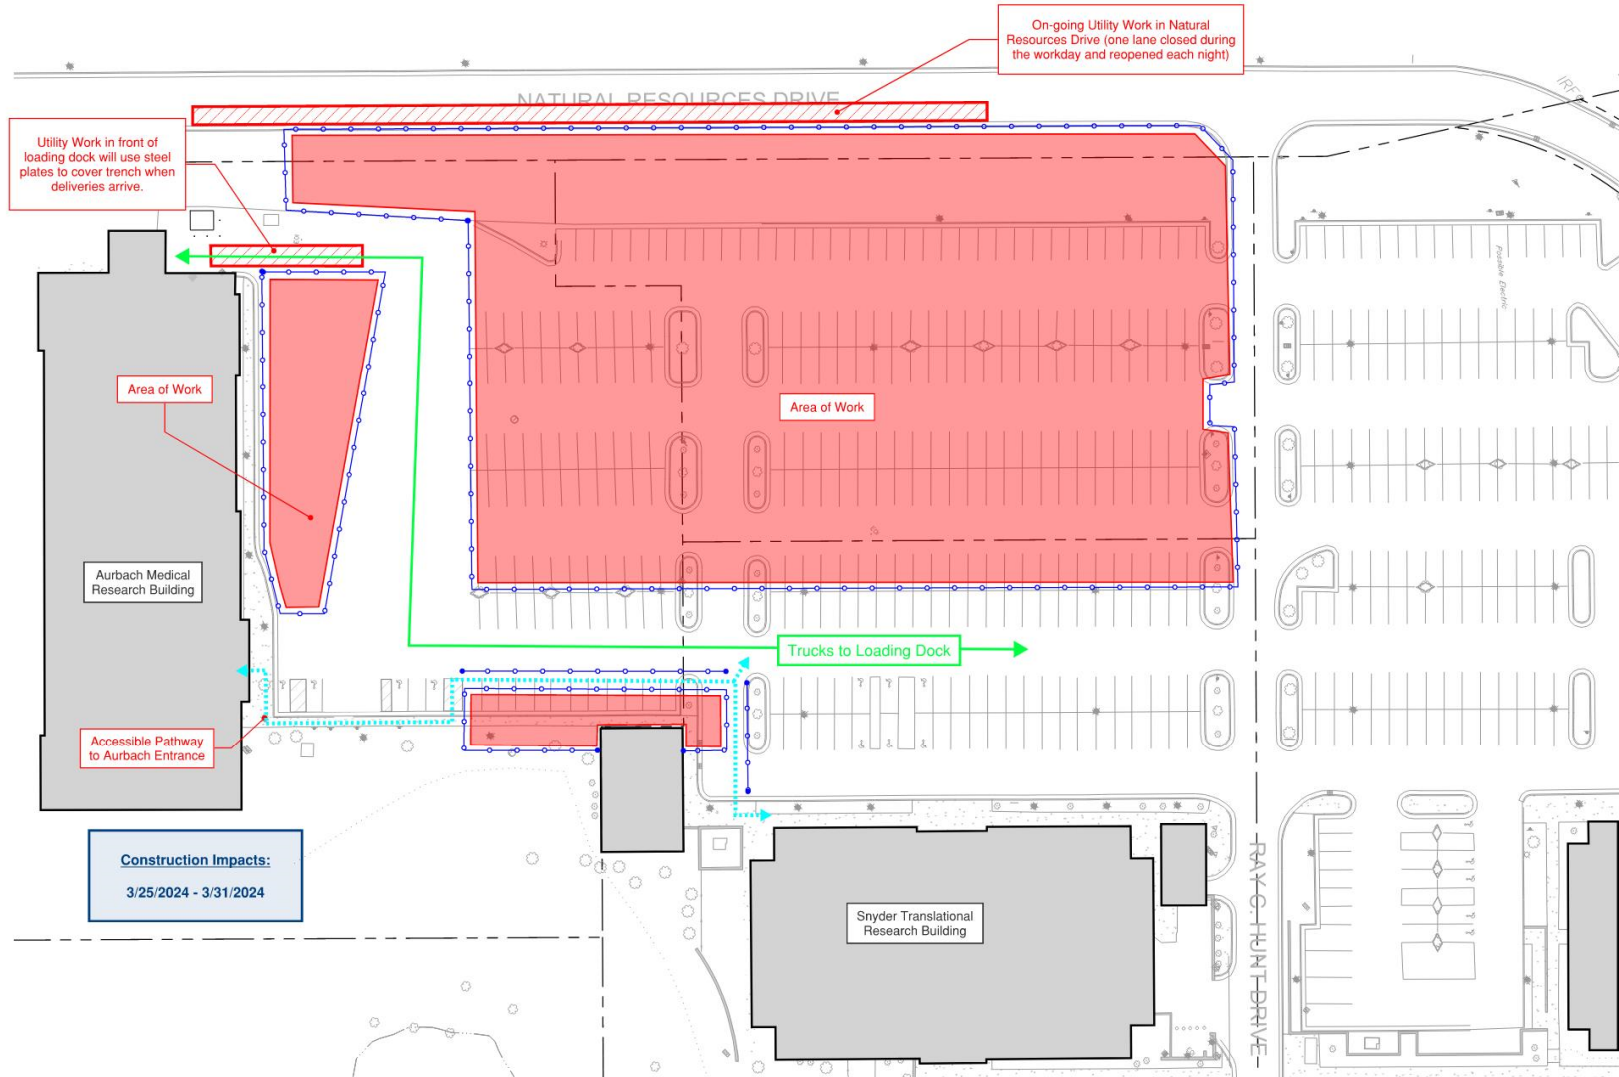 On-going Utility Work in Natural
Resources Drive (one lane closed during
the workday and reopened each night)
NATURAL RESOURCES DRIVE
Utility Work in front of
loading dock will use steel
plates to cover trench when
deliveries arrive.
Possible Electric
Area of Work
Area of Work
Aurbach Medical
Research Building
Trucks to Loading Dock
Accessible Pathway
to Aurbach Entrance
Construction Impacts:
3/25/2024 - 3/31/2024
Snyder Translational
Research Building
RAY C. HUNT DRIVE